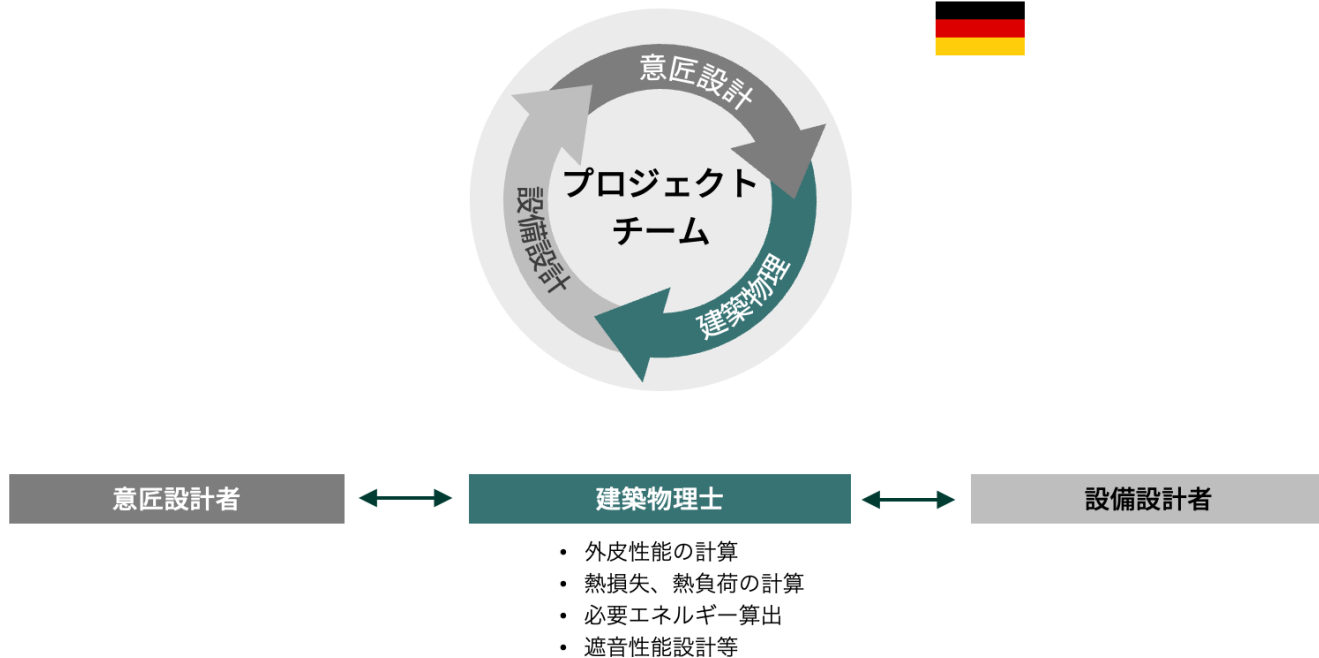 意匠設計
プロジェクト
チーム
設備設計
建築物理
意匠設計者
建築物理士
設備設計者
• 外皮性能の計算
• 熱損失、熱負荷の計算
• 必要エネルギー算出
• 遮音性能設計等